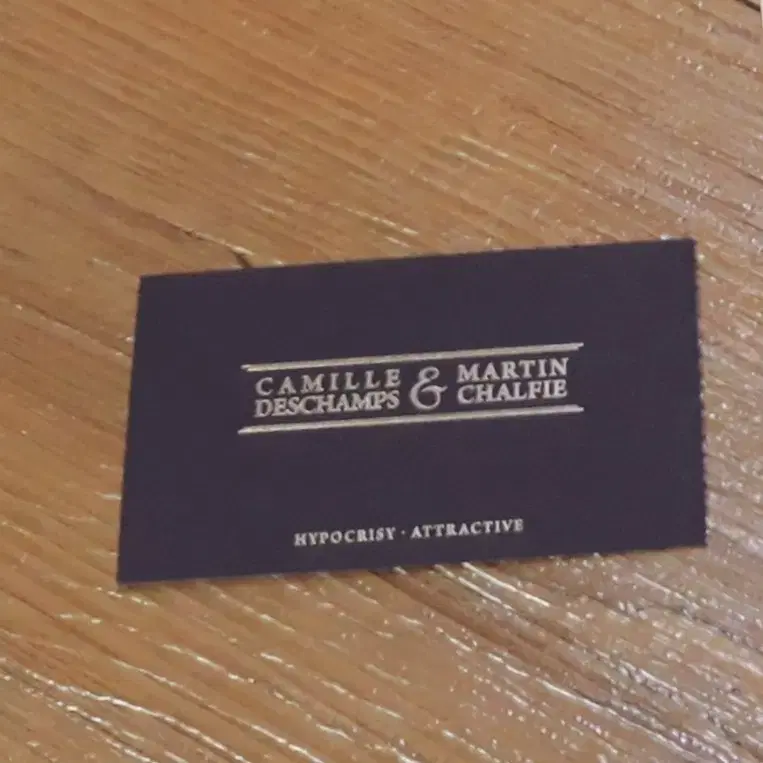 CAMILLE DESCHAMPS & MARTIN CHALFIE
HYPOCRISY · ATTRACTIVE